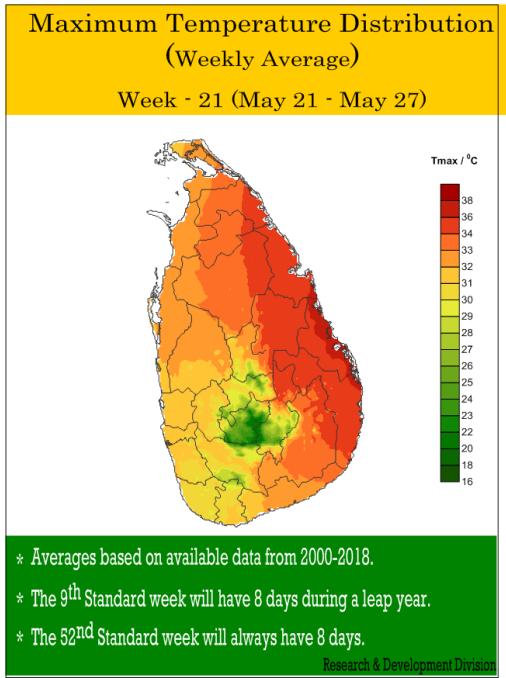 Maximum Temperature Distribution
(Weekly Average)
Week - 21 (May 21 - May 27)
Tmax / ⁰C
38
36
34
33
32
31
30
29
28
27
26
25
24
23
22
20
18
16
* Averages based on available data from 2000-2018.
* The 9th Standard week will have 8 days during a leap year.
* The 52nd Standard week will always have 8 days.
Research & Development Division